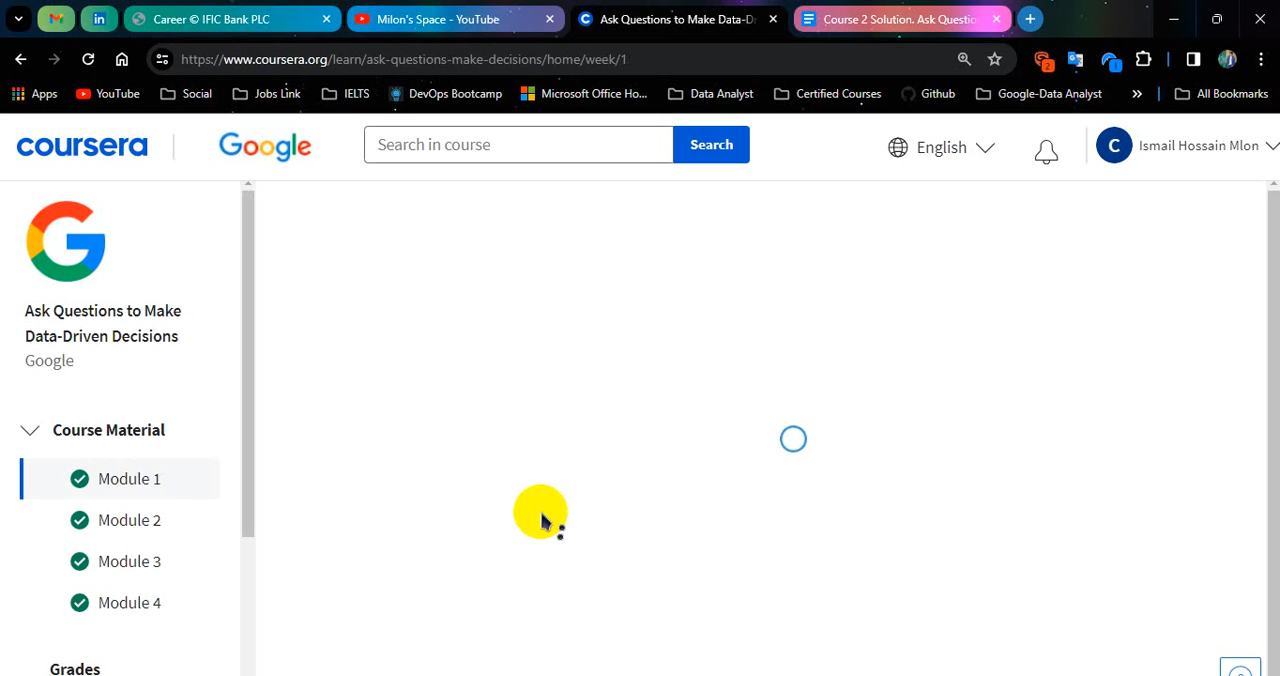 Career © IFIC Bank PLC
Milon's Space - YouTube
Ask Questions to Make Data-D
Course 2 Solution. Ask Questio
https://www.coursera.org/learn/ask-questions-make-decisions/home/week/1
2
1
Apps
YouTube
Social
Jobs Link
IELTS
DevOps Bootcamp
Microsoft Office Ho...
Data Analyst
Certified Courses
Github
Google-Data Analyst
All Bookmarks
coursera
Google
Search in course
Search
English
C
Ismail Hossain Mlon
G
Ask Questions to Make
Data-Driven Decisions
Google
Course Material
Module 1
Module 2
Module 3
Module 4
Grades